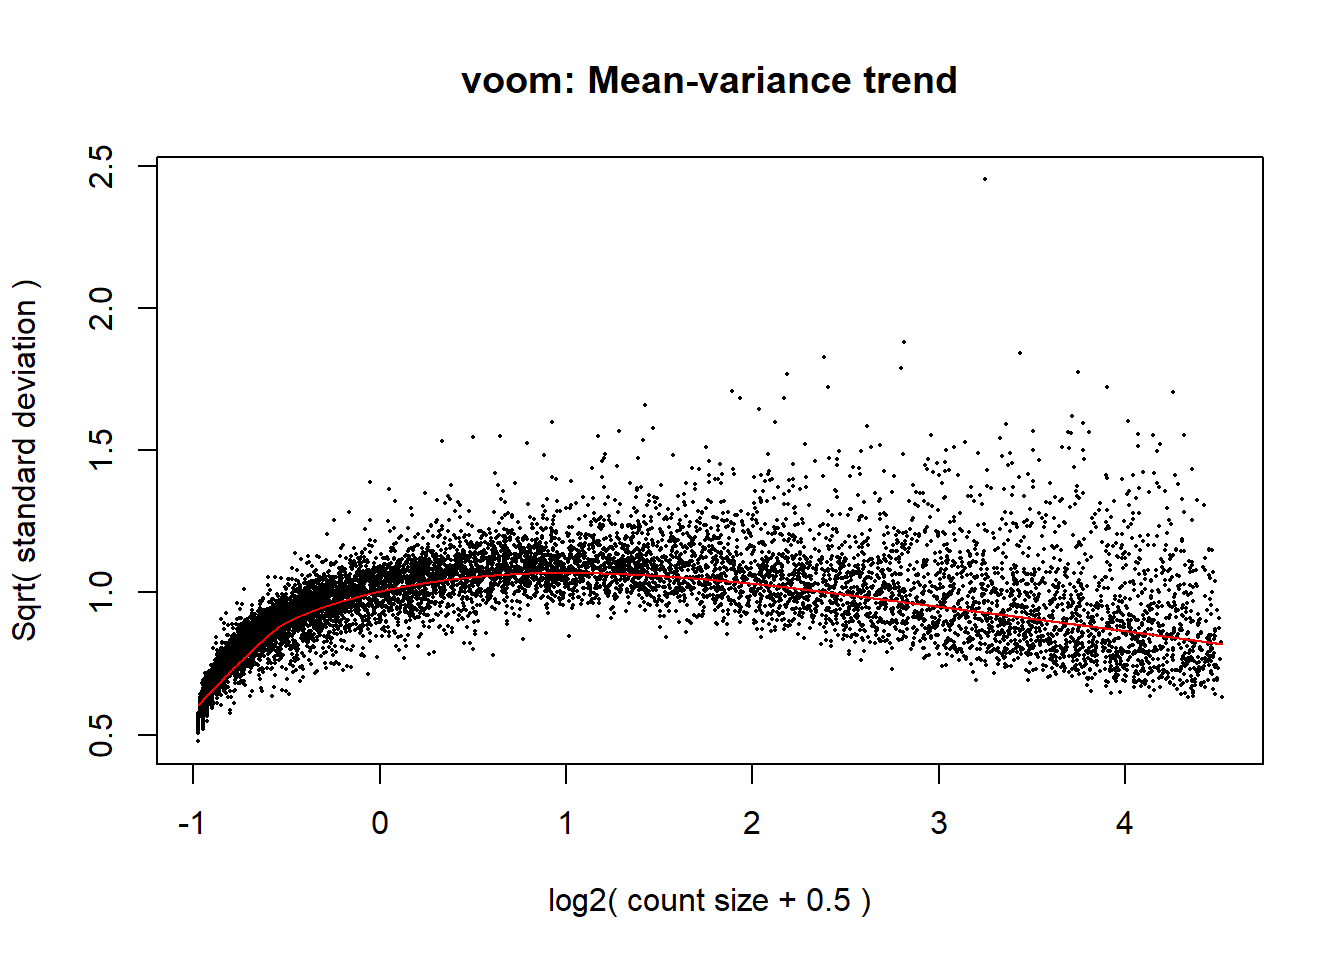 voom: Mean-variance trend
Sqrt( standard deviation )
2.5
2.0
1.5
1.0
0.5
-1 0 1 2 3 4
log2( count size + 0.5 )